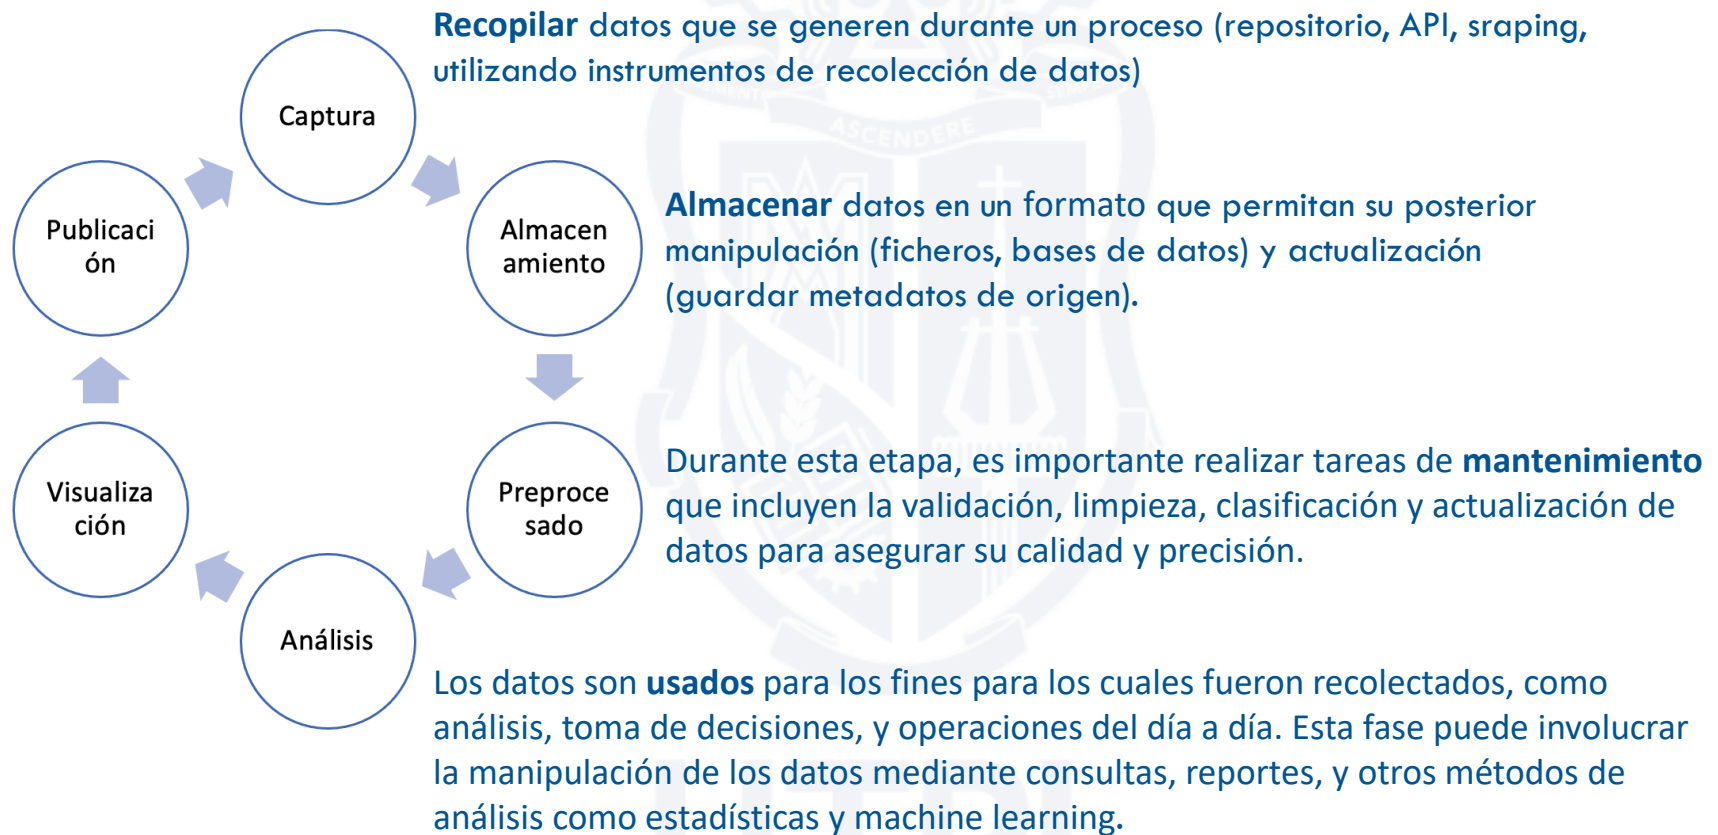 Recopilar datos que se generen durante un proceso (repositorio, API, sraping,
utilizando instrumentos de recolección de datos)
Captura
Almacen
amiento
Almacenar datos en un formato que permitan su posterior
manipulación (ficheros, bases de datos) y actualización
(guardar metadatos de origen).
Preproce
sado
Durante esta etapa, es importante realizar tareas de mantenimiento
que incluyen la validación, limpieza, clasificación y actualización de
datos para asegurar su calidad y precisión.
Análisis
Los datos son usados para los fines para los cuales fueron recolectados, como
análisis, toma de decisiones, y operaciones del día a día. Esta fase puede involucrar
la manipulación de los datos mediante consultas, reportes, y otros métodos de
análisis como estadísticas y machine learning.
Visualiza
ción
Publicaci
ón
ASCENDERE